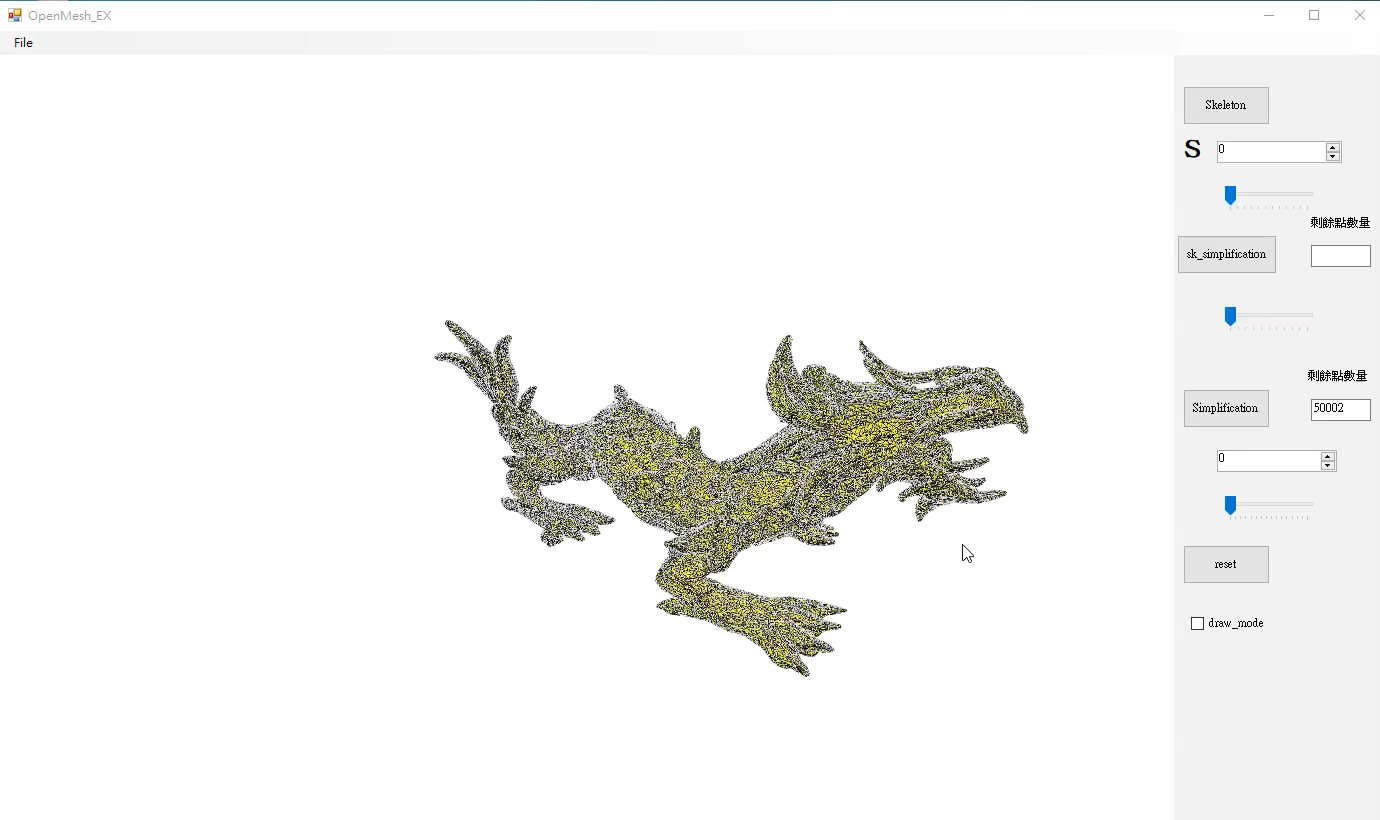 OpenMesh_EX
File
Skeleton
S 0
剩餘點數量
sk_simplification
剩餘點數量
Simplification 50002
0
reset
draw_mode